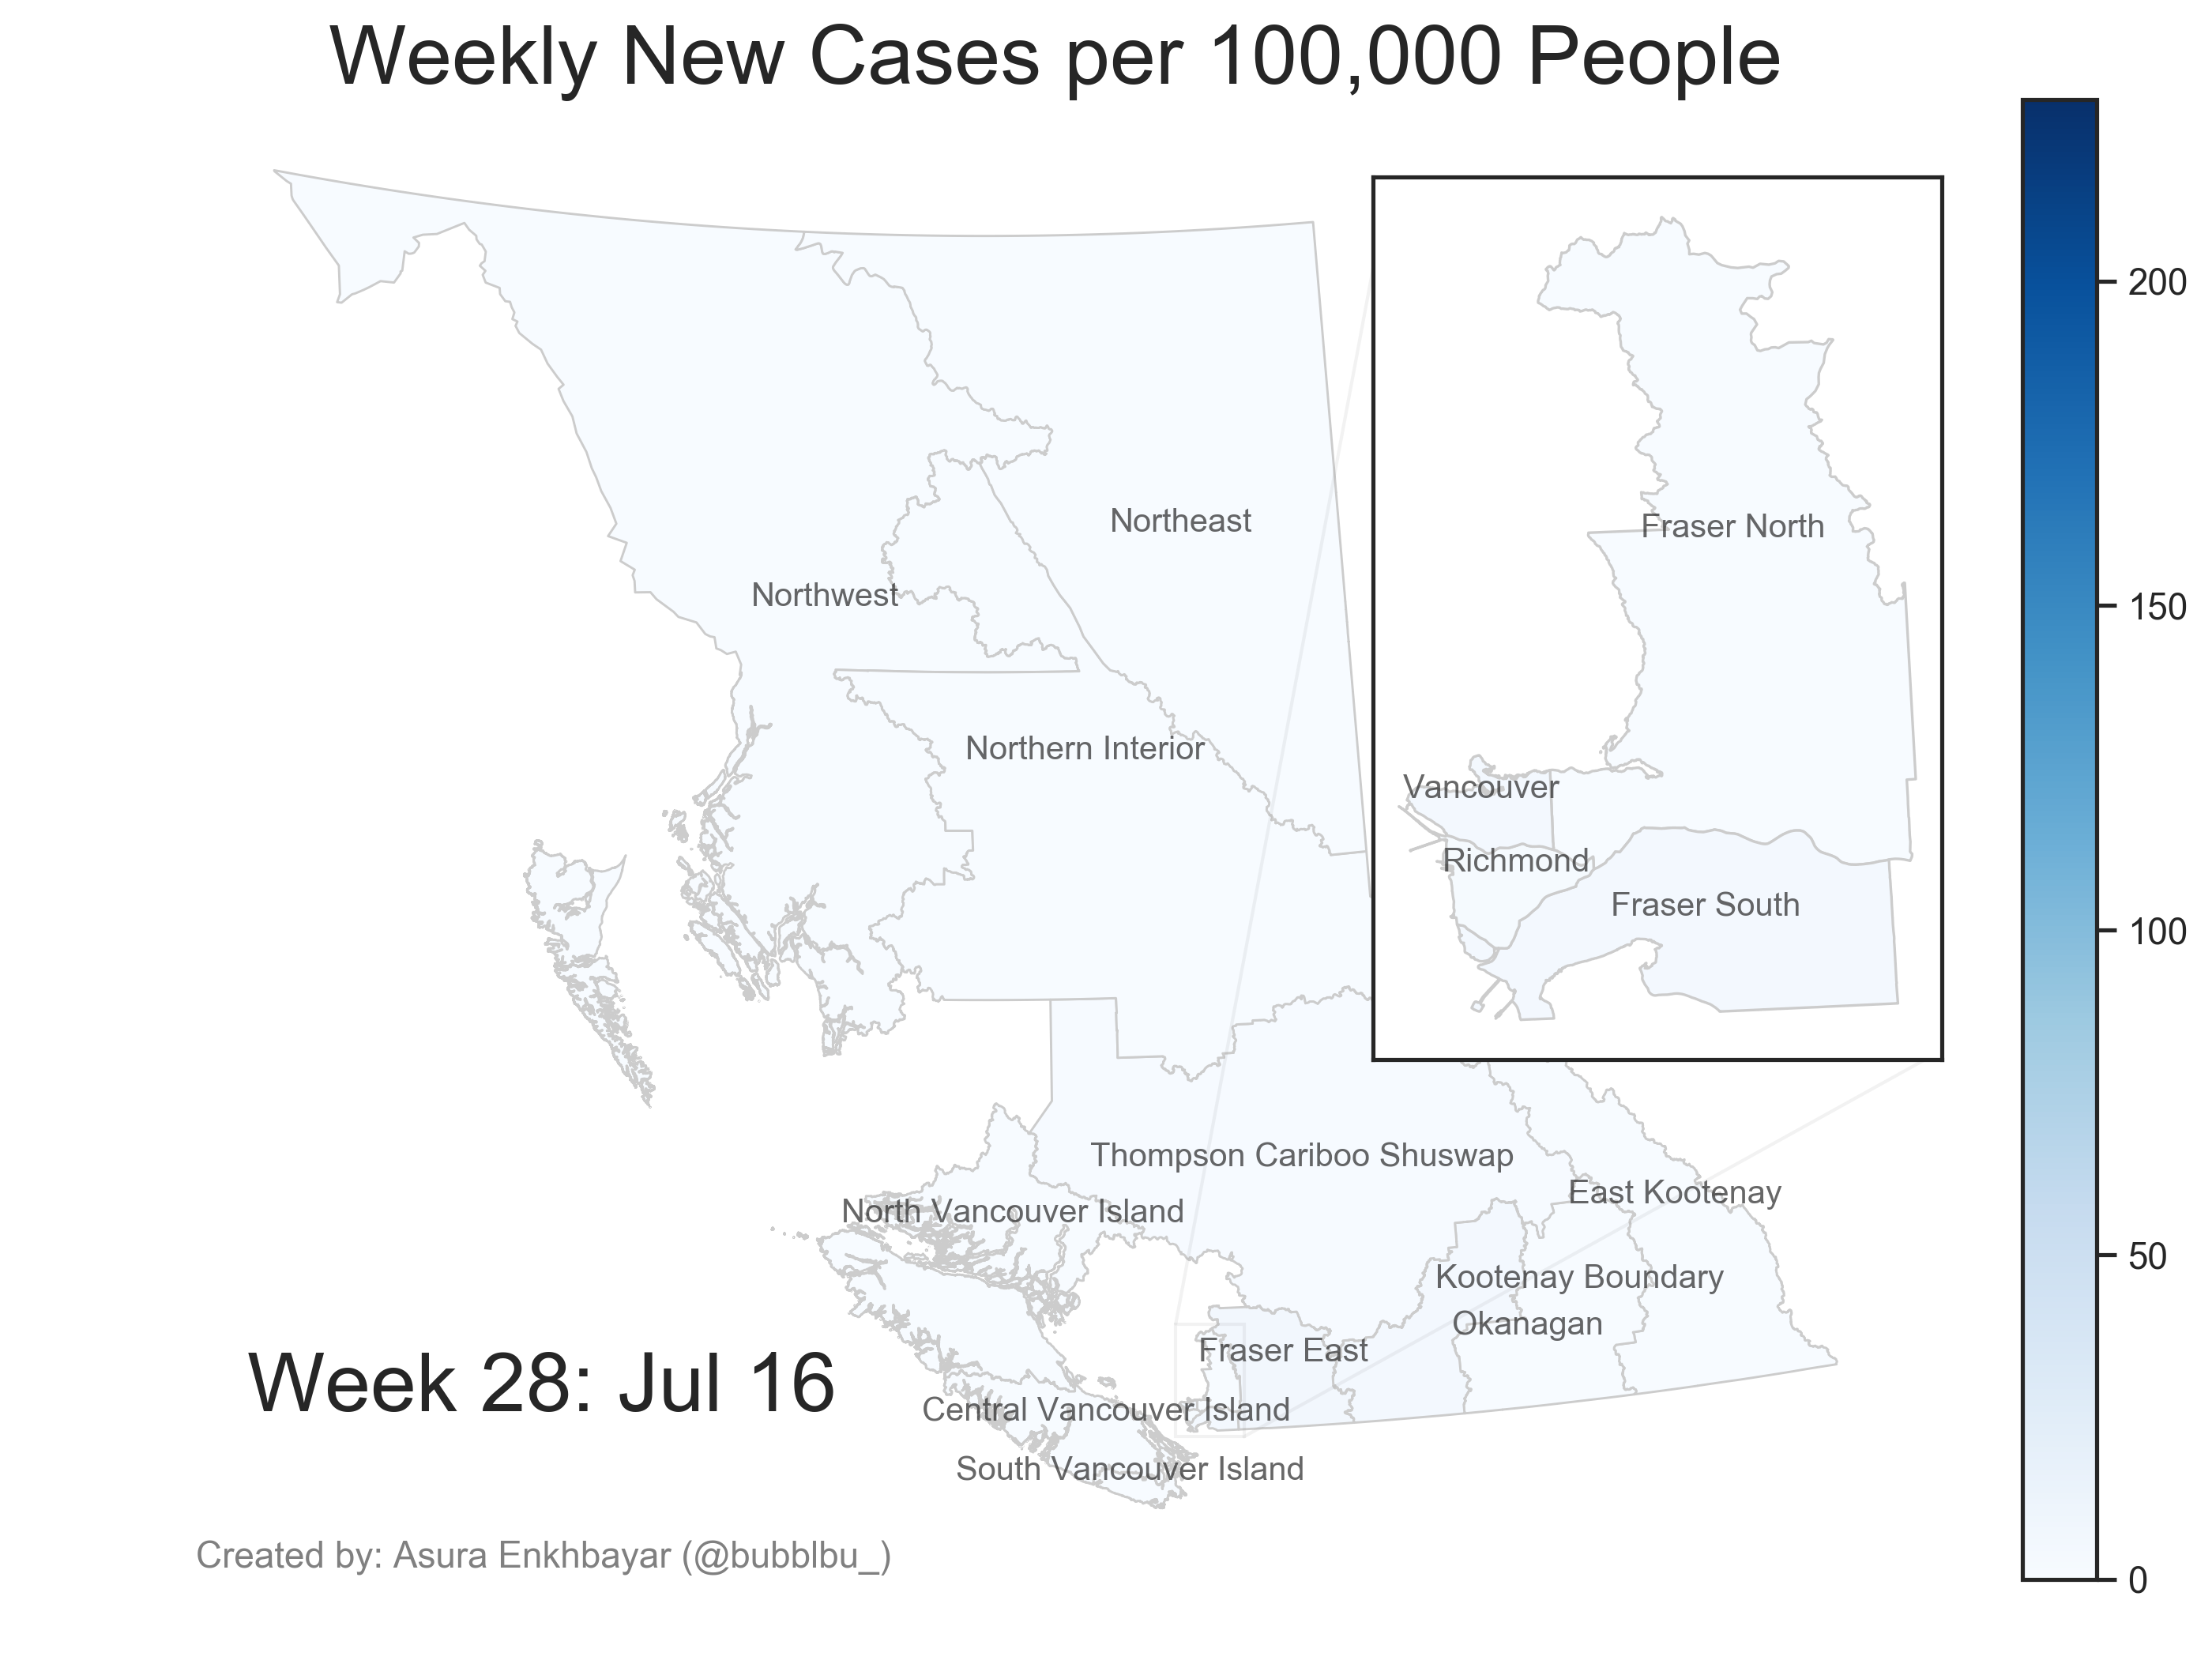 Weekly New Cases per 100,000 People
200
150
100
50
0
Northeast
Northwest
Northern Interior
Fraser North
Vancouver
Richmond
Fraser South
Thompson Cariboo Shuswap
East Kootenay
North Vancouver Island
Kootenay Boundary
Okanagan
Fraser East
Central Vancouver Island
South Vancouver Island
Week 28: Jul 16
Created by: Asura Enkhbayar (@bubblbu_)